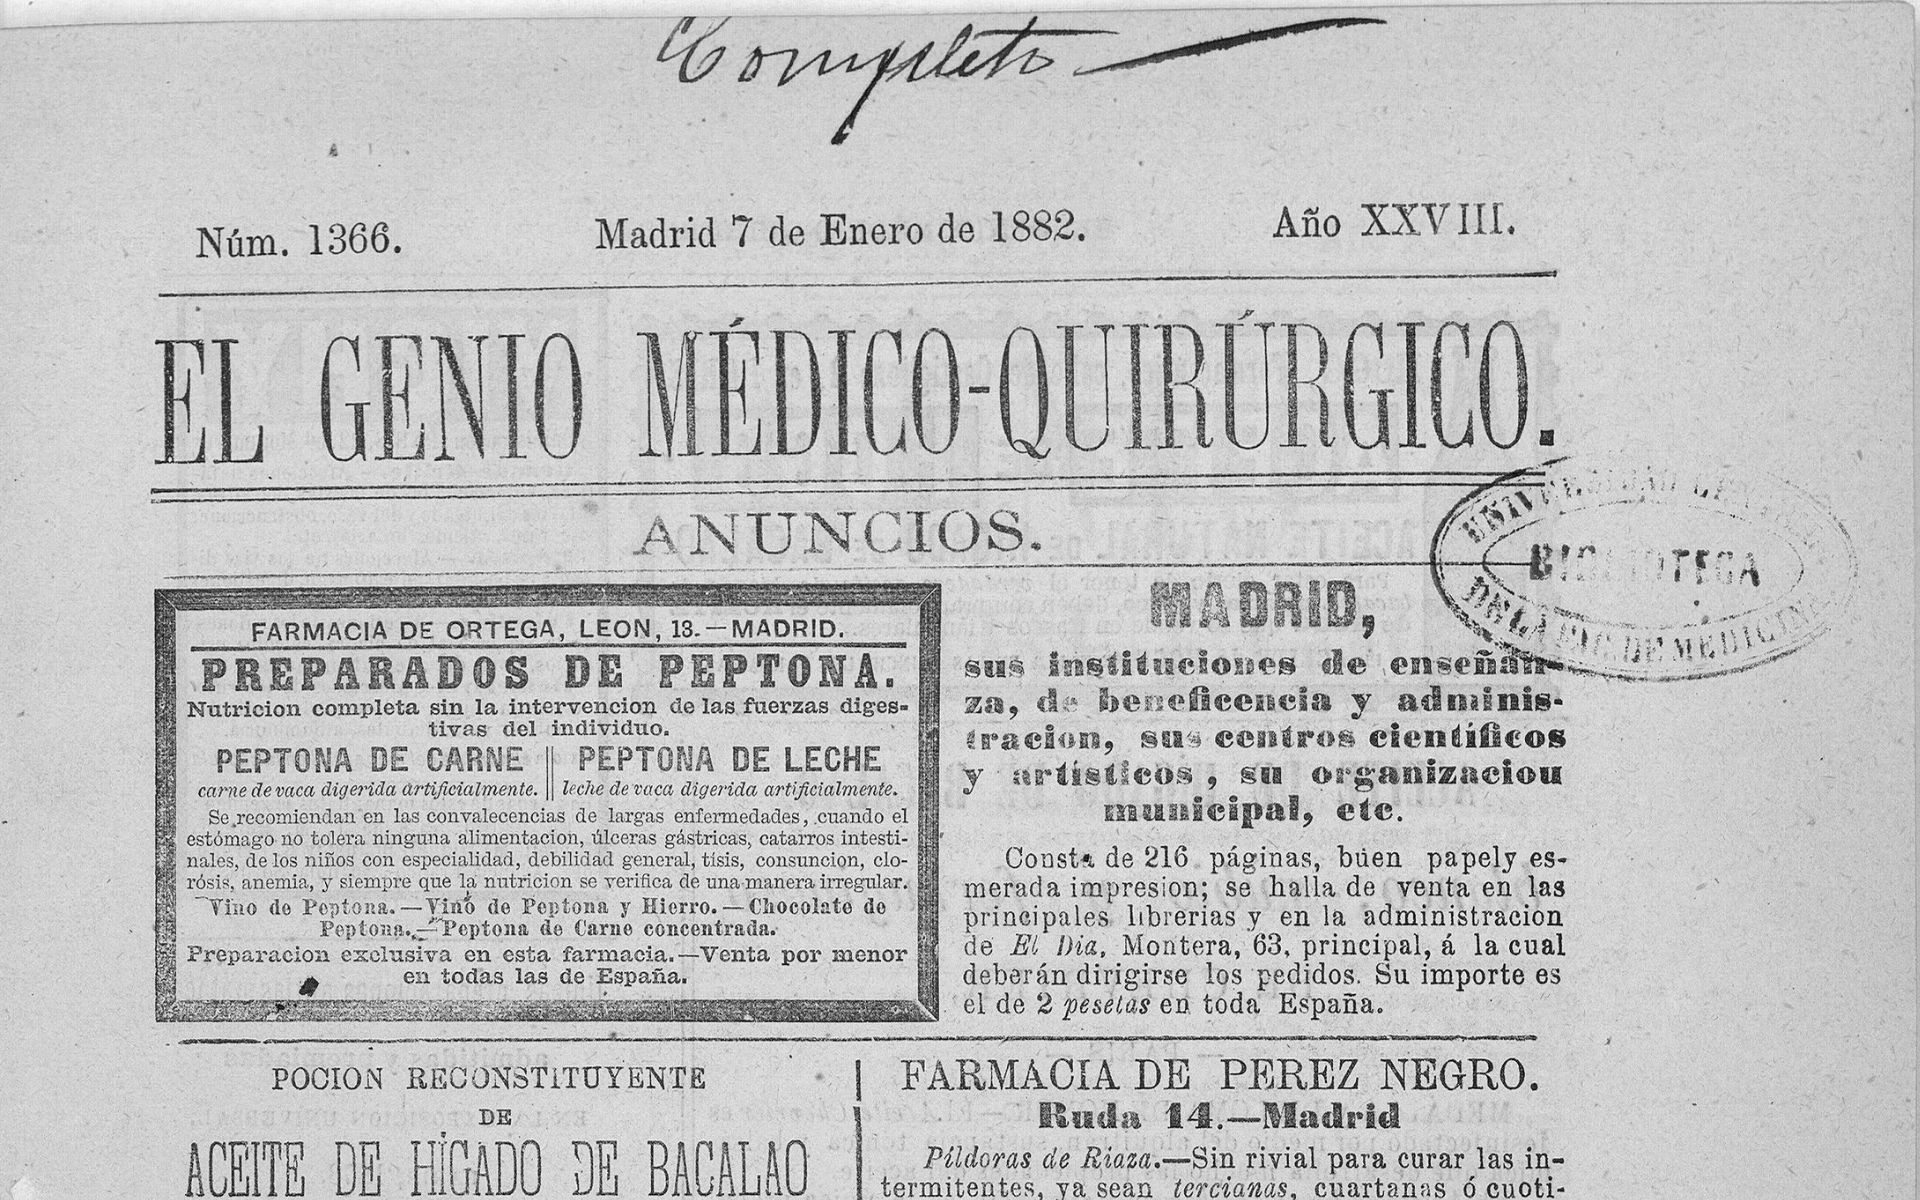 Completo
Núm. 1366.
Madrid 7 de Enero de 1882.
Año XXVIII.
EL GENIO MÉDICO-QUIRÚRGICO.
ANUNCIOS.
UNIVERSIDAD CENTRAL
BIBLIOTECA
DE LA FAC. DE MEDICINA
FARMACIA DE ORTEGA, LEON, 13.—MADRID.
PREPARADOS DE PEPTONA.
Nutricion completa sin la intervencion de las fuerzas diges-
tivas del individuo.
PEPTONA DE CARNE
carne de vaca digerida artificialmente.
PEPTONA DE LECHE
leche de vaca digerida artificialmente.
Se recomiendan en las convalecencias de largas enfermedades, cuando el
estómago no tolera ninguna alimentacion, úlceras gástricas, catarros intesti-
nales, de los niños con especialidad, debilidad general, tísis, consuncion, clo-
rósis, anemia, y siempre que la nutricion se verifica de una manera irregular.
Vino de Peptona.—Vino de Peptona y Hierro.—Chocolate de
Peptona.—Peptona de Carne concentrada.
Preparacion exclusiva en esta farmacia.—Venta por menor
en todas las de España.
MADRID,
sus instituciones de enseñan-
za, de beneficencia y adminis-
tracion, sus centros científicos
y artísticos, su organizaciou
municipal, etc.
Consta de 216 páginas, buen papel y es-
merada impresion; se halla de venta en las
principales librerias y en la administracion
de El Dia, Montera, 63, principal, á la cual
deberán dirigirse los pedidos. Su importe es
el de 2 pesetas en toda España.
POCION RECONSTITUYENTE
DE
ACEITE DE HÍGADO DE BACALAO
FARMACIA DE PEREZ NEGRO.
Ruda 14.—Madrid
Píldoras de Riaza.—Sin rivial para curar las in-
termitentes, ya sean tercianas, cuartanas ó cuoti-